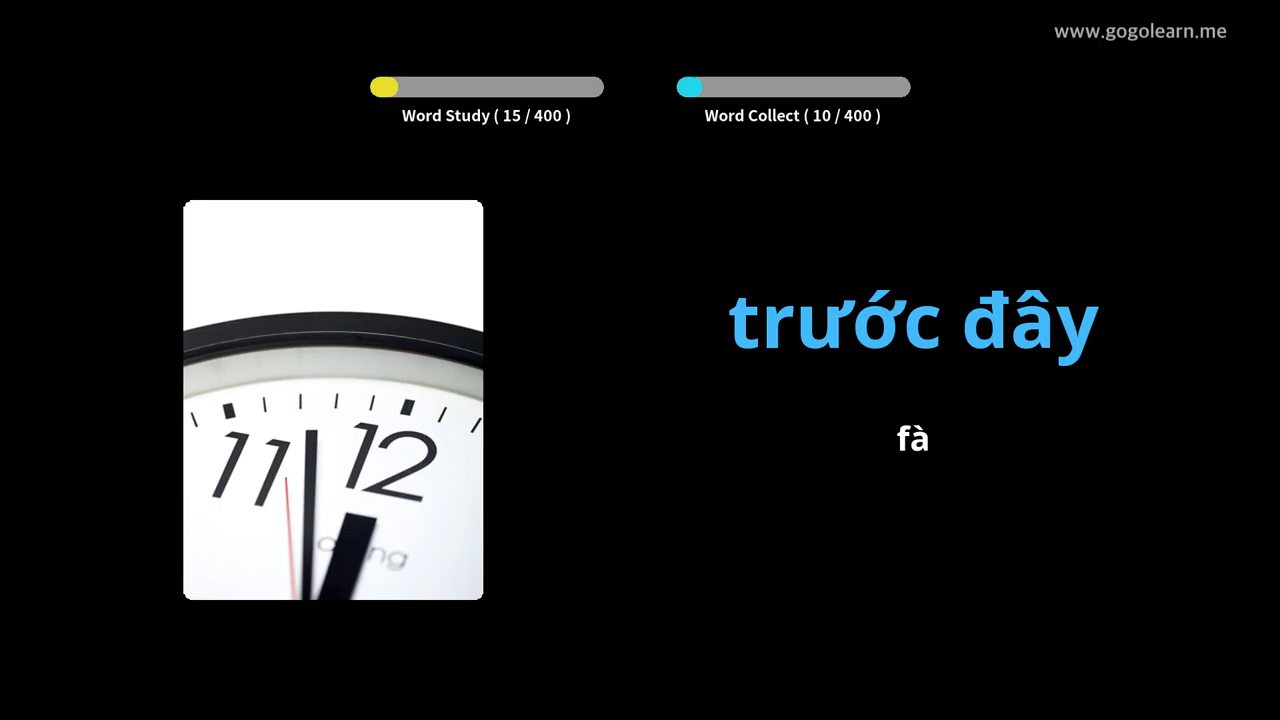 www.gogolearn.me
Word Study ( 15 / 400 )
Word Collect ( 10 / 400 )
trước đây
fà
11 12